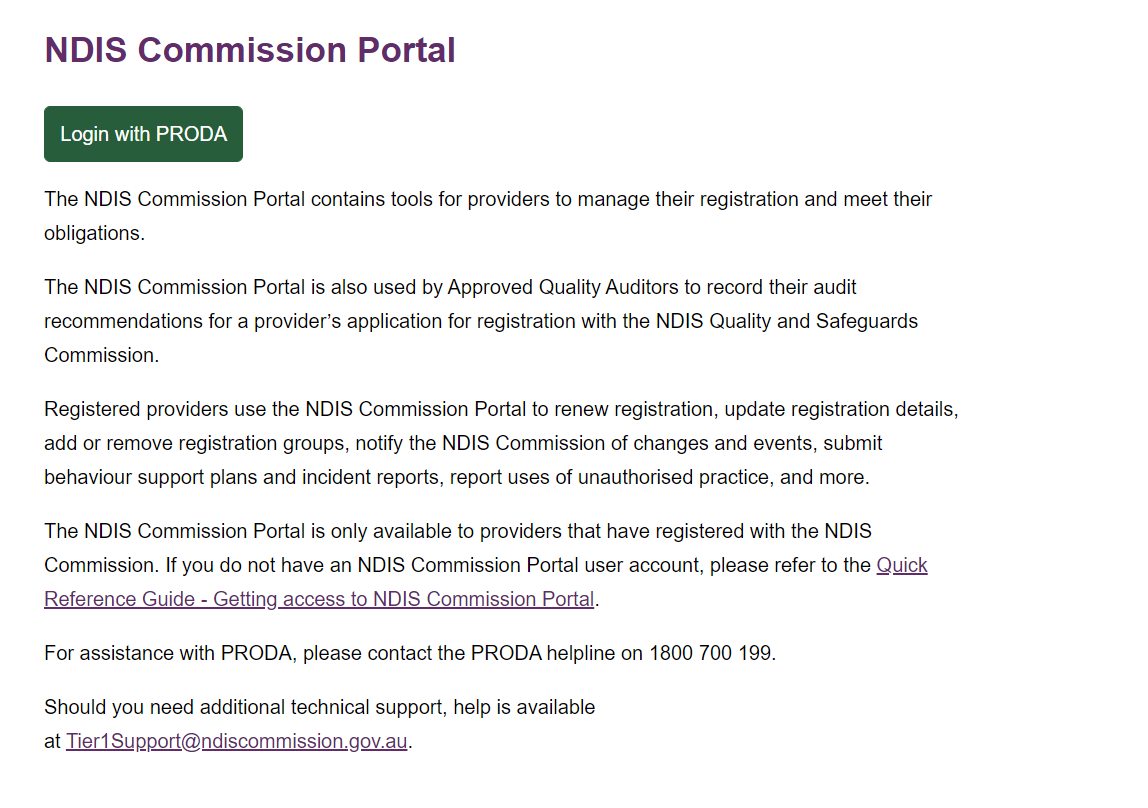 NDIS Commission Portal
Login with PRODA
The NDIS Commission Portal contains tools for providers to manage their registration and meet their
obligations.
The NDIS Commission Portal is also used by Approved Quality Auditors to record their audit
recommendations for a provider’s application for registration with the NDIS Quality and Safeguards
Commission.
Registered providers use the NDIS Commission Portal to renew registration, update registration details,
add or remove registration groups, notify the NDIS Commission of changes and events, submit
behaviour support plans and incident reports, report uses of unauthorised practice, and more.
The NDIS Commission Portal is only available to providers that have registered with the NDIS
Commission. If you do not have an NDIS Commission Portal user account, please refer to the Quick
Reference Guide - Getting access to NDIS Commission Portal.
For assistance with PRODA, please contact the PRODA helpline on 1800 700 199.
Should you need additional technical support, help is available
at Tier1Support@ndiscommission.gov.au.